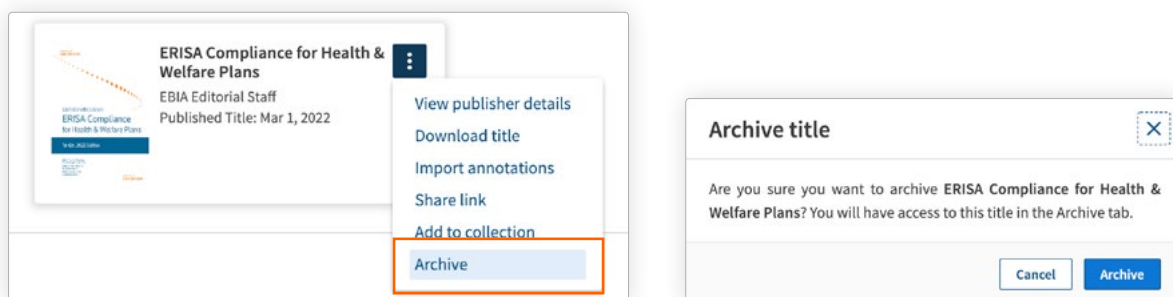 ERISA Compliance for Health &
Welfare Plans
EBIA Editorial Staff
Published Title: Mar 1, 2022
ERISA Compliance
for Health & Welfare Plans
View publisher details
Download title
Import annotations
Share link
Add to collection
Archive
Archive title
Are you sure you want to archive ERISA Compliance for Health &
Welfare Plans? You will have access to this title in the Archive tab.
Cancel
Archive